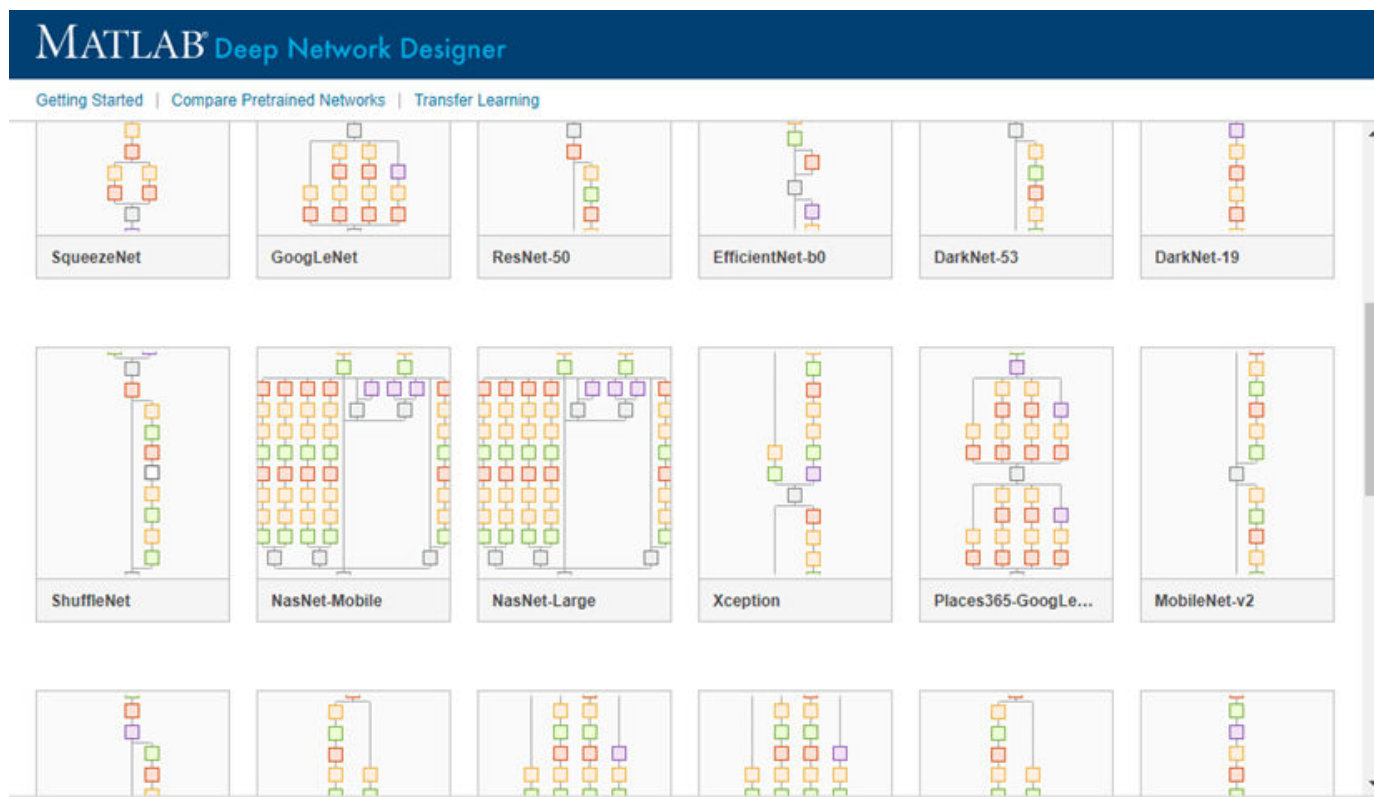 MATLAB® Deep Network Designer
Getting Started | Compare Pretrained Networks | Transfer Learning
SqueezeNet GoogLeNet ResNet-50 EfficientNet-b0 DarkNet-53 DarkNet-19
ShuffleNet NasNet-Mobile NasNet-Large Xception Places365-GoogLe... MobileNet-v2